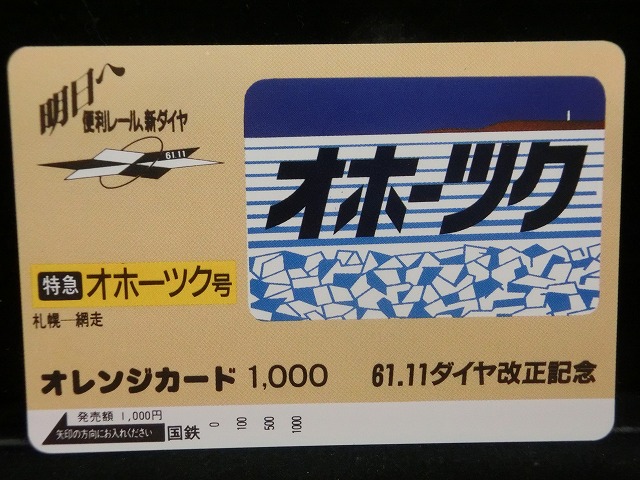 明日へ
便利レール、新ダイヤ
61.11
オホーツク
特急 オホーツク号
札幌―網走
オレンジカード 1,000
61.11ダイヤ改正記念
発売額 1,000円
矢印の方向にお入れください
国鉄
0 100 500 1000